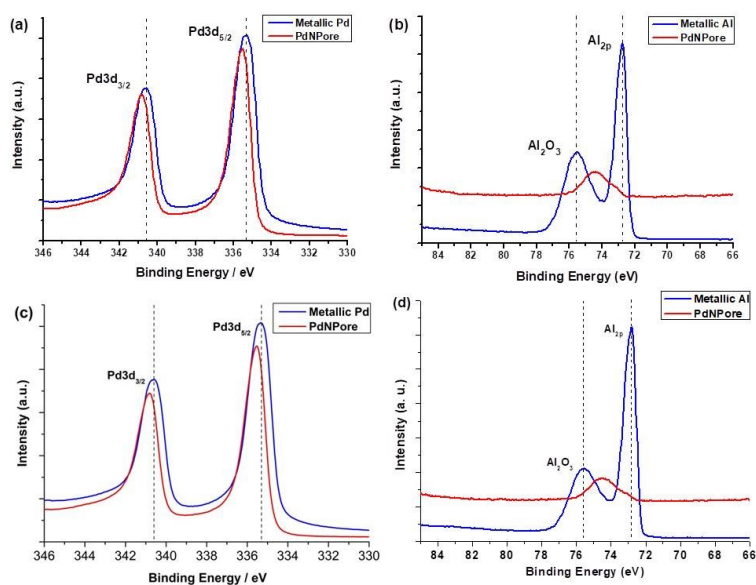 (a)
Metallic Pd
PdNPore
Pd3d5/2
Pd3d3/2
Intensity (a.u.)
346 344 342 340 338 336 334 332 330
Binding Energy / eV
(b)
Metallic Al
PdNPore
Al2p
Al2O3
Intensity (a.u.)
84 82 80 78 76 74 72 70 68 66
Binding Energy (eV)
(c)
Metallic Pd
PdNPore
Pd3d5/2
Pd3d3/2
Intensity (a.u.)
346 344 342 340 338 336 334 332 330
Binding Energy / eV
(d)
Metallic Al
PdNPore
Al2p
Al2O3
Intensity (a. u.)
84 82 80 78 76 74 72 70 68 66
Binding Energy (eV)